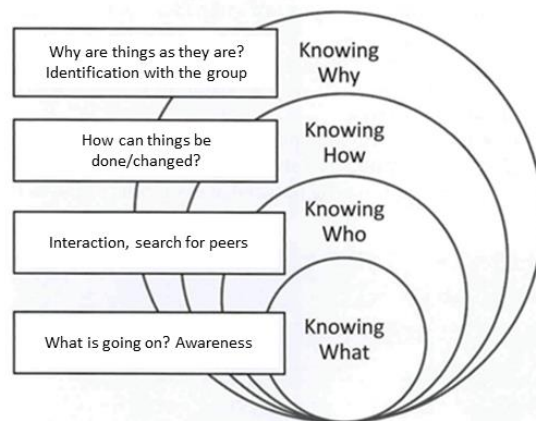 Why are things as they are?
Identification with the group
Knowing
Why
How can things be
done/changed?
Knowing
How
Interaction, search for peers
Knowing
Who
What is going on? Awareness
Knowing
What